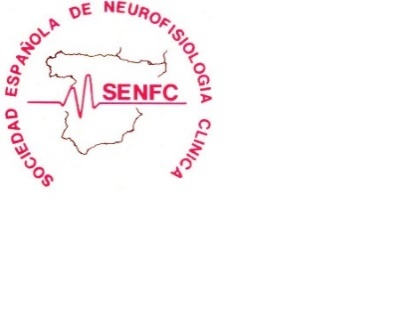 SOCIEDAD ESPAÑOLA DE NEUROFISIOLOGIA CLINICA
SENFC